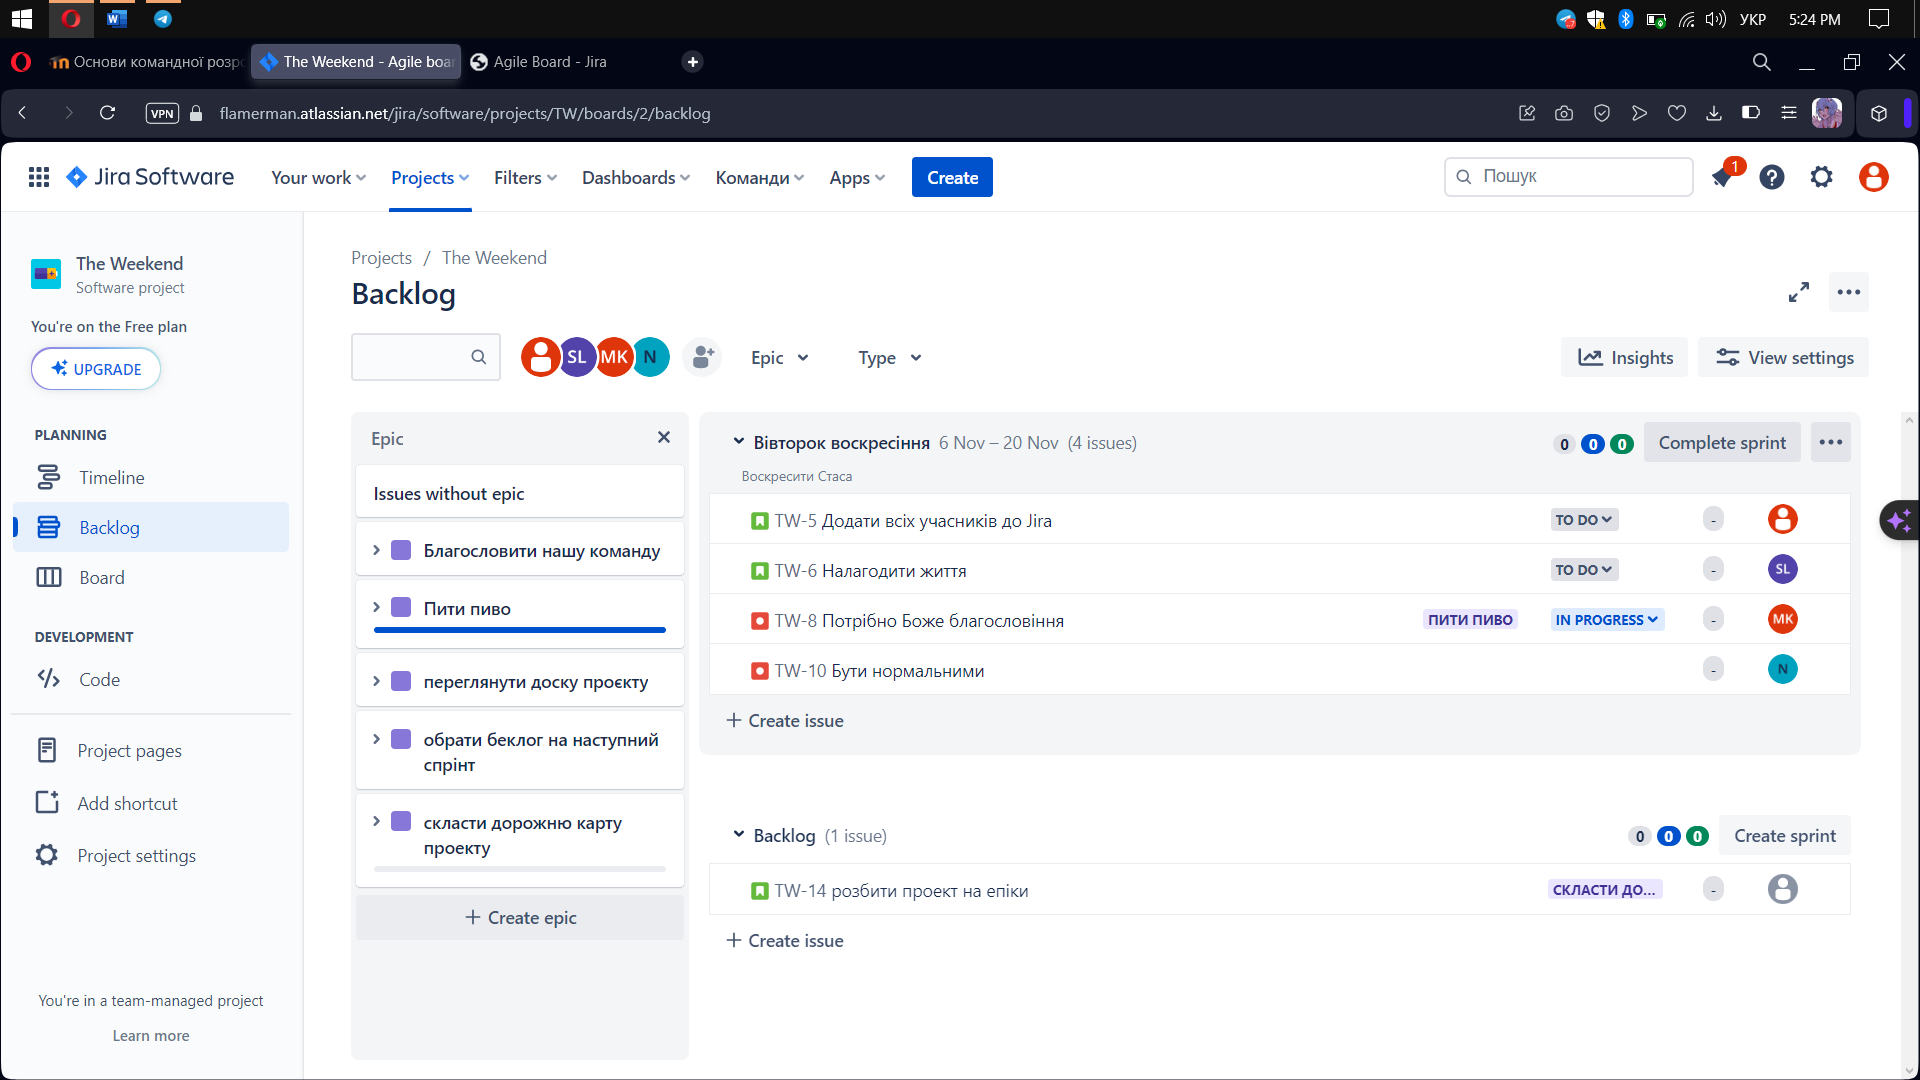 УКР
5:24 PM
Основи командної розро
The Weekend - Agile boar
Agile Board - Jira
VPN
flamerman.atlassian.net/jira/software/projects/TW/boards/2/backlog
Jira Software
Your work
Projects
Filters
Dashboards
Команди
Apps
Create
Пошук
1
The Weekend
Software project
You're on the Free plan
UPGRADE
PLANNING
Timeline
Backlog
Board
DEVELOPMENT
Code
Project pages
Add shortcut
Project settings
You're in a team-managed project
Learn more
Projects / The Weekend
Backlog
SL MK N
Epic
Type
Insights
View settings
Epic
Issues without epic
Благословити нашу команду
Пити пиво
переглянути доску проєкту
обрати беклог на наступний
спрінт
скласти дорожню карту
проекту
+ Create epic
Вівторок воскресіння 6 Nov – 20 Nov (4 issues)
0 0 0
Complete sprint
Воскресити Стаса
TW-5 Додати всіх учасників до Jira TO DO -
TW-6 Налагодити життя TO DO - SL
TW-8 Потрібно Боже благословіння ПИТИ ПИВО IN PROGRESS - MK
TW-10 Бути нормальними - N
+ Create issue
Backlog (1 issue)
0 0 0
Create sprint
TW-14 розбити проект на епіки СКЛАСТИ ДО... -
+ Create issue